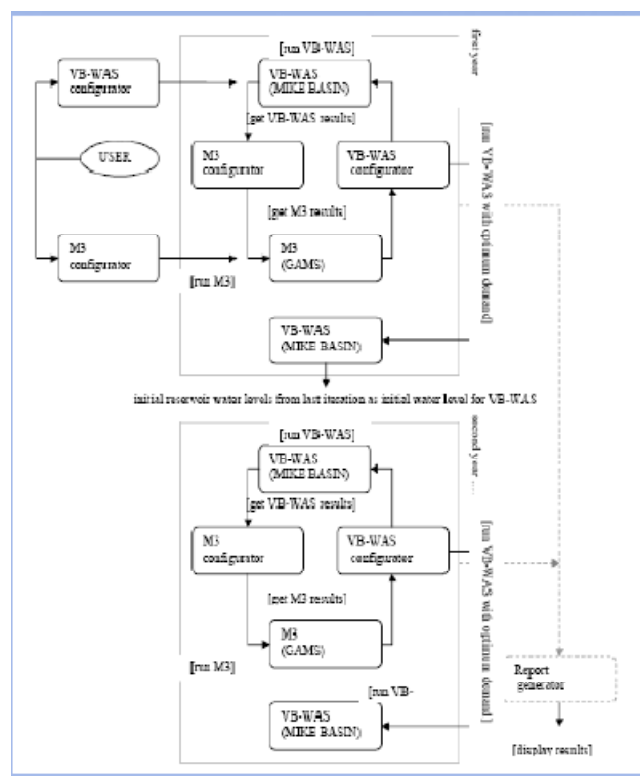 [run VB-WAS]
first year
VB-WAS
configurator
VB-WAS
(MIKE BASIN)
[get VB-WAS results]
USER
M3
configurator
VB-WAS
configurator
[run VB-WAS with optimum demand]
[get M3 results]
M3
configurator
M3
(GAMS)
[run M3]
VB-WAS
(MIKE BASIN)
initial reservoir water levels from last iteration as initial water level for VB-WAS
[run VB-WAS]
second year ...
VB-WAS
(MIKE BASIN)
[get VB-WAS results]
M3
configurator
VB-WAS
configurator
[run VB-WAS with optimum demand]
[get M3 results]
M3
(GAMS)
[run M3]
Report
generator
[run VB-
VB-WAS
(MIKE BASIN)
[display results]